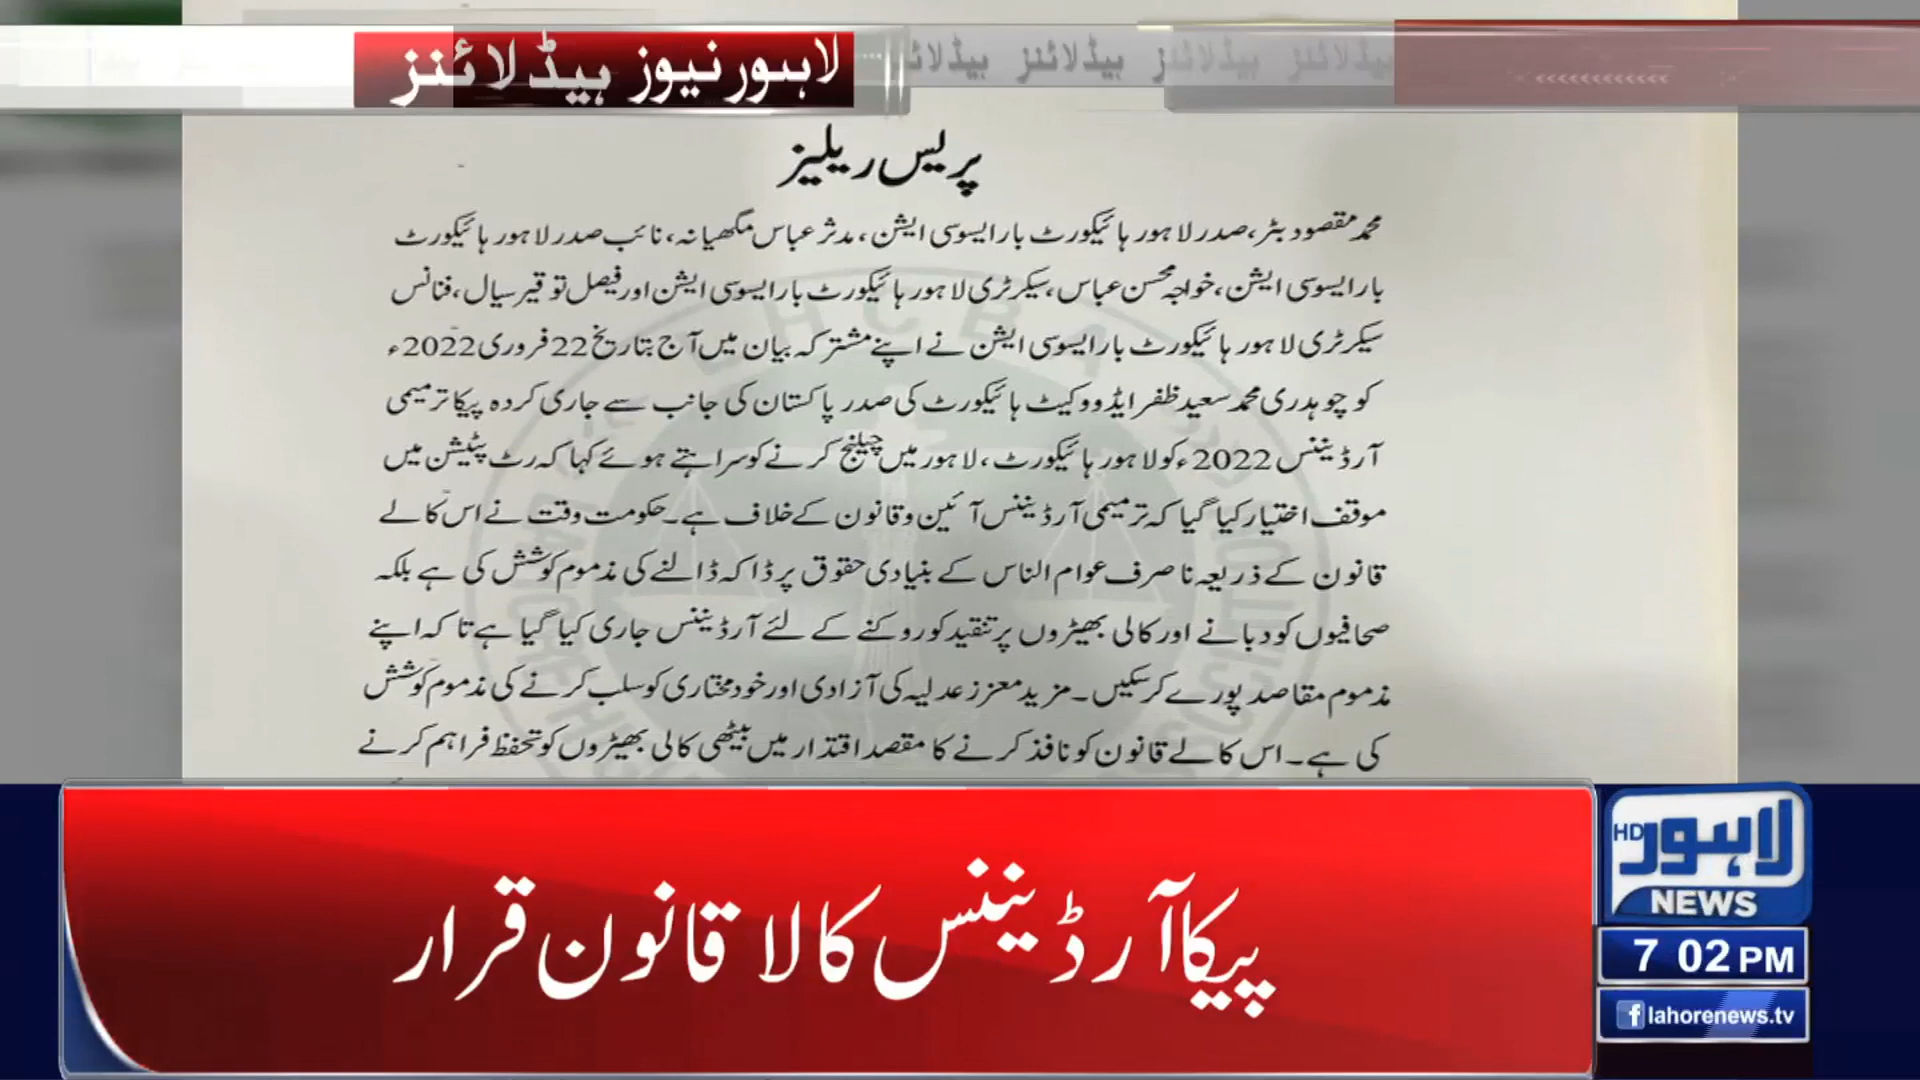 لاہور نیوز ہیڈلائنز
ہیڈلائنز ہیڈلائنز ہیڈلائنز
پریس ریلیز
محمد مقصود بٹر، صدر لاہور ہائیکورٹ بار ایسوسی ایشن، مدثر عباس مگھیانہ، نائب صدر لاہور ہائیکورٹ
بار ایسوسی ایشن، خواجہ محسن عباس، سیکرٹری لاہور ہائیکورٹ بار ایسوسی ایشن اور فیصل توقیر سیال، فنانس
سیکرٹری لاہور ہائیکورٹ بار ایسوسی ایشن نے اپنے مشترکہ بیان میں آج بتاریخ 22 فروری 2022ء
کو چوہدری محمد سعید ظفر ایڈووکیٹ ہائیکورٹ کی صدر پاکستان کی جانب سے جاری کردہ پیکا ترمیمی
آرڈیننس 2022ء کو لاہور ہائیکورٹ، لاہور میں چیلنج کرنے کو سراہتے ہوئے کہا کہ رٹ پٹیشن میں
موقف اختیار کیا گیا کہ ترمیمی آرڈیننس آئین و قانون کے خلاف ہے۔ حکومت وقت نے اس کالے
قانون کے ذریعہ نا صرف عوام الناس کے بنیادی حقوق پر ڈاکہ ڈالنے کی مذموم کوشش کی ہے بلکہ
صحافیوں کو دبانے اور کالی بھیڑوں پر تنقید کو روکنے کے لئے آرڈیننس جاری کیا گیا ہے تاکہ اپنے
مذموم مقاصد پورے کر سکیں۔ مزید معزز عدلیہ کی آزادی اور خود مختاری کو سلب کرنے کی مذموم کوشش
کی ہے۔ اس کالے قانون کو نافذ کرنے کا مقصد اقتدار میں بیٹھی کالی بھیڑوں کو تحفظ فراہم کرنے
پیکا آرڈیننس کالا قانون قرار
لاہور HD
NEWS
7 02 PM
lahorenews.tv